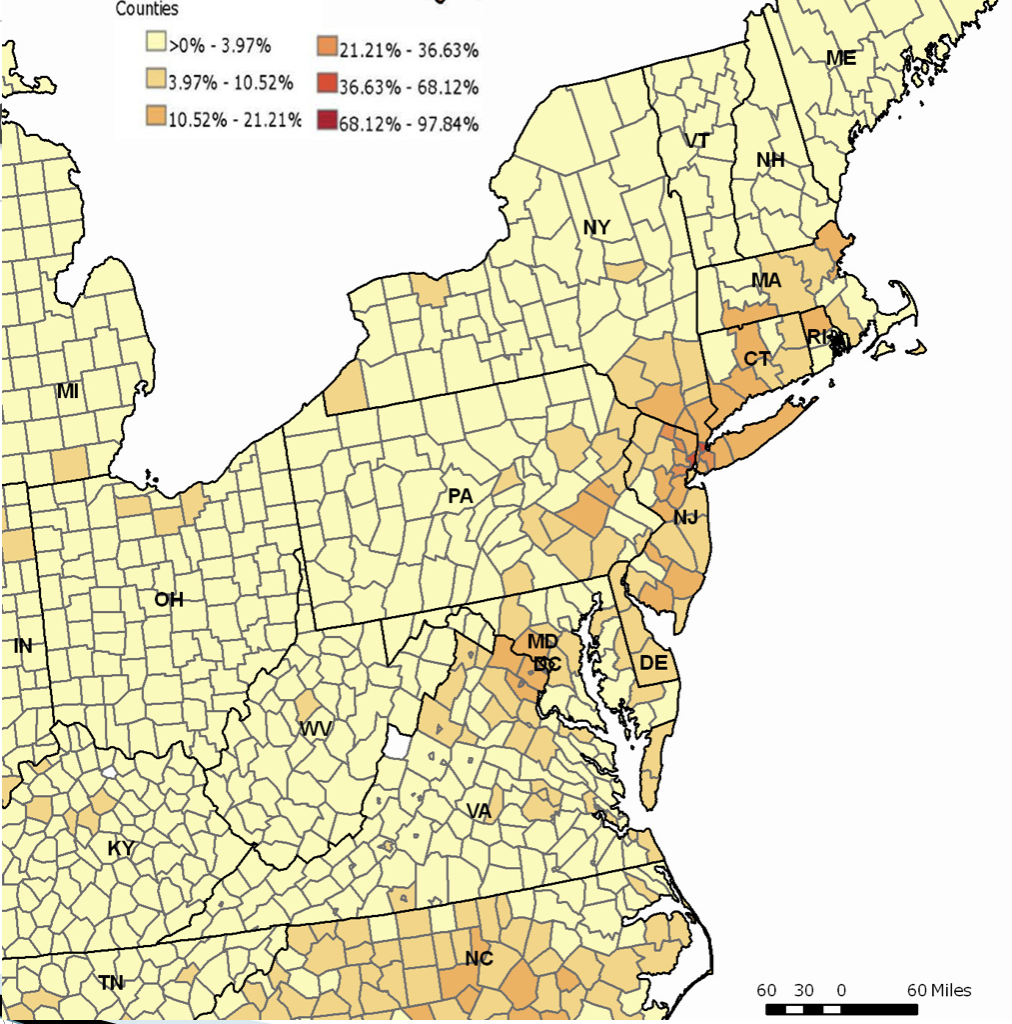 Counties
>0% - 3.97%
21.21% - 36.63%
3.97% - 10.52%
36.63% - 68.12%
10.52% - 21.21%
68.12% - 97.84%
ME
VT
NH
NY
MA
RI
CT
MI
PA
NJ
OH
IN
MD
DC
DE
WV
VA
KY
NC
TN
60 30 0 60 Miles